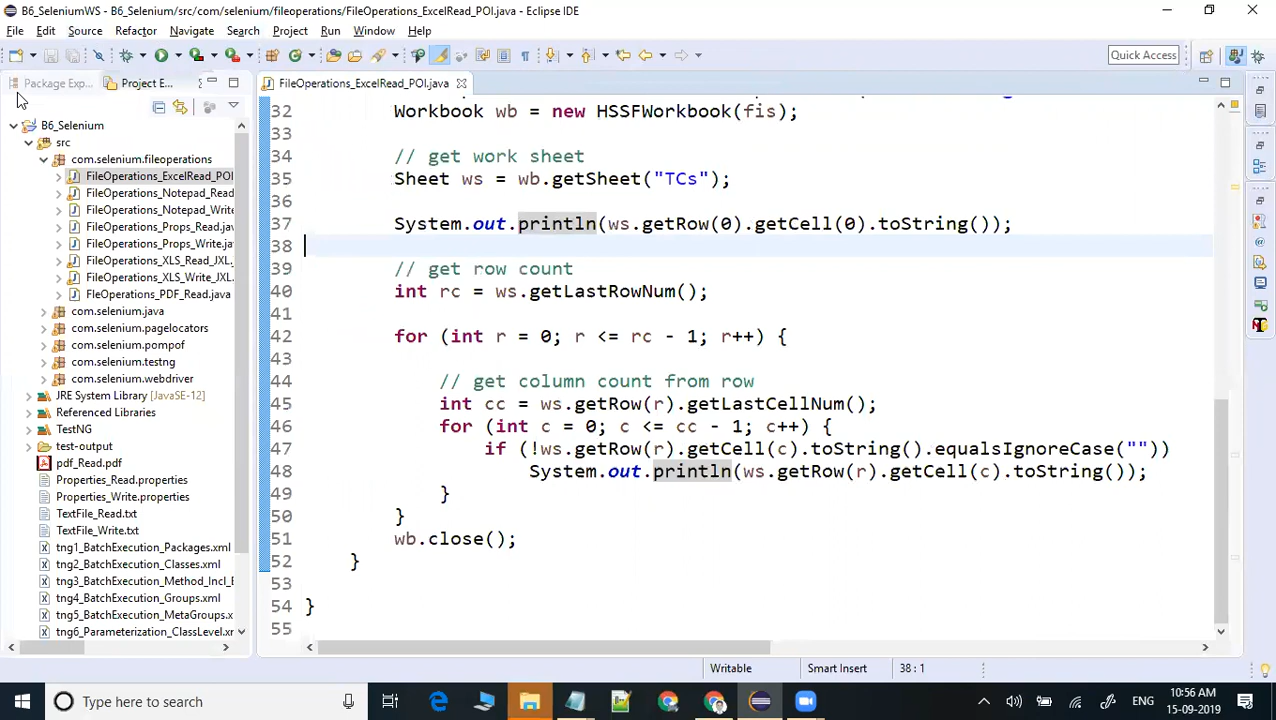 B6_SeleniumWS - B6_Selenium/src/com/selenium/fileoperations/FileOperations_ExcelRead_POI.java - Eclipse IDE
File Edit Source Refactor Navigate Search Project Run Window Help
Quick Access
Package Exp... Project E...
FileOperations_ExcelRead_POI.java
B6_Selenium
src
com.selenium.fileoperations
FileOperations_ExcelRead_POI
FileOperations_Notepad_Read
FileOperations_Notepad_Write
FileOperations_Props_Read.jav
FileOperations_Props_Write.jav
FileOperations_XLS_Read_JXL.
FileOperations_XLS_Write_JXL.
FleOperations_PDF_Read.java
com.selenium.java
com.selenium.pagelocators
com.selenium.pompof
com.selenium.testng
com.selenium.webdriver
JRE System Library [JavaSE-12]
Referenced Libraries
TestNG
test-output
pdf_Read.pdf
Properties_Read.properties
Properties_Write.properties
TextFile_Read.txt
TextFile_Write.txt
tng1_BatchExecution_Packages.xml
tng2_BatchExecution_Classes.xml
tng3_BatchExecution_Method_Incl_E
tng4_BatchExecution_Groups.xml
tng5_BatchExecution_MetaGroups.x
tng6_Parameterization_ClassLevel.xr
32 Workbook wb = new HSSFWorkbook(fis);
33
34 // get work sheet
35 Sheet ws = wb.getSheet("TCs");
36
37 System.out.println(ws.getRow(0).getCell(0).toString());
38
39 // get row count
40 int rc = ws.getLastRowNum();
41
42 for (int r = 0; r <= rc - 1; r++) {
43
44 // get column count from row
45 int cc = ws.getRow(r).getLastCellNum();
46 for (int c = 0; c <= cc - 1; c++) {
47 if (!ws.getRow(r).getCell(c).toString().equalsIgnoreCase(""))
48 System.out.println(ws.getRow(r).getCell(c).toString());
49 }
50 }
51 wb.close();
52 }
53
54 }
55
Writable Smart Insert 38 : 1
Type here to search
ENG
10:56 AM
15-09-2019